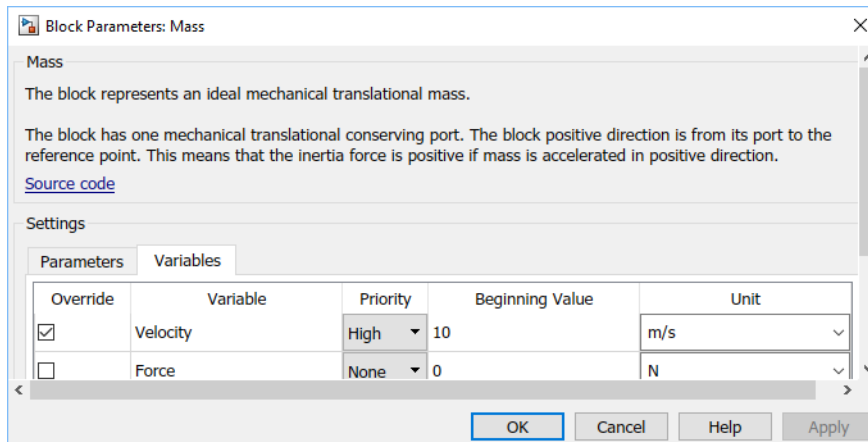 Block Parameters: Mass
Mass
The block represents an ideal mechanical translational mass.
The block has one mechanical translational conserving port. The block positive direction is from its port to the
reference point. This means that the inertia force is positive if mass is accelerated in positive direction.
Source code
Settings
Parameters Variables
Override Variable Priority Beginning Value Unit
Velocity High 10 m/s
Force None 0 N
OK Cancel Help Apply